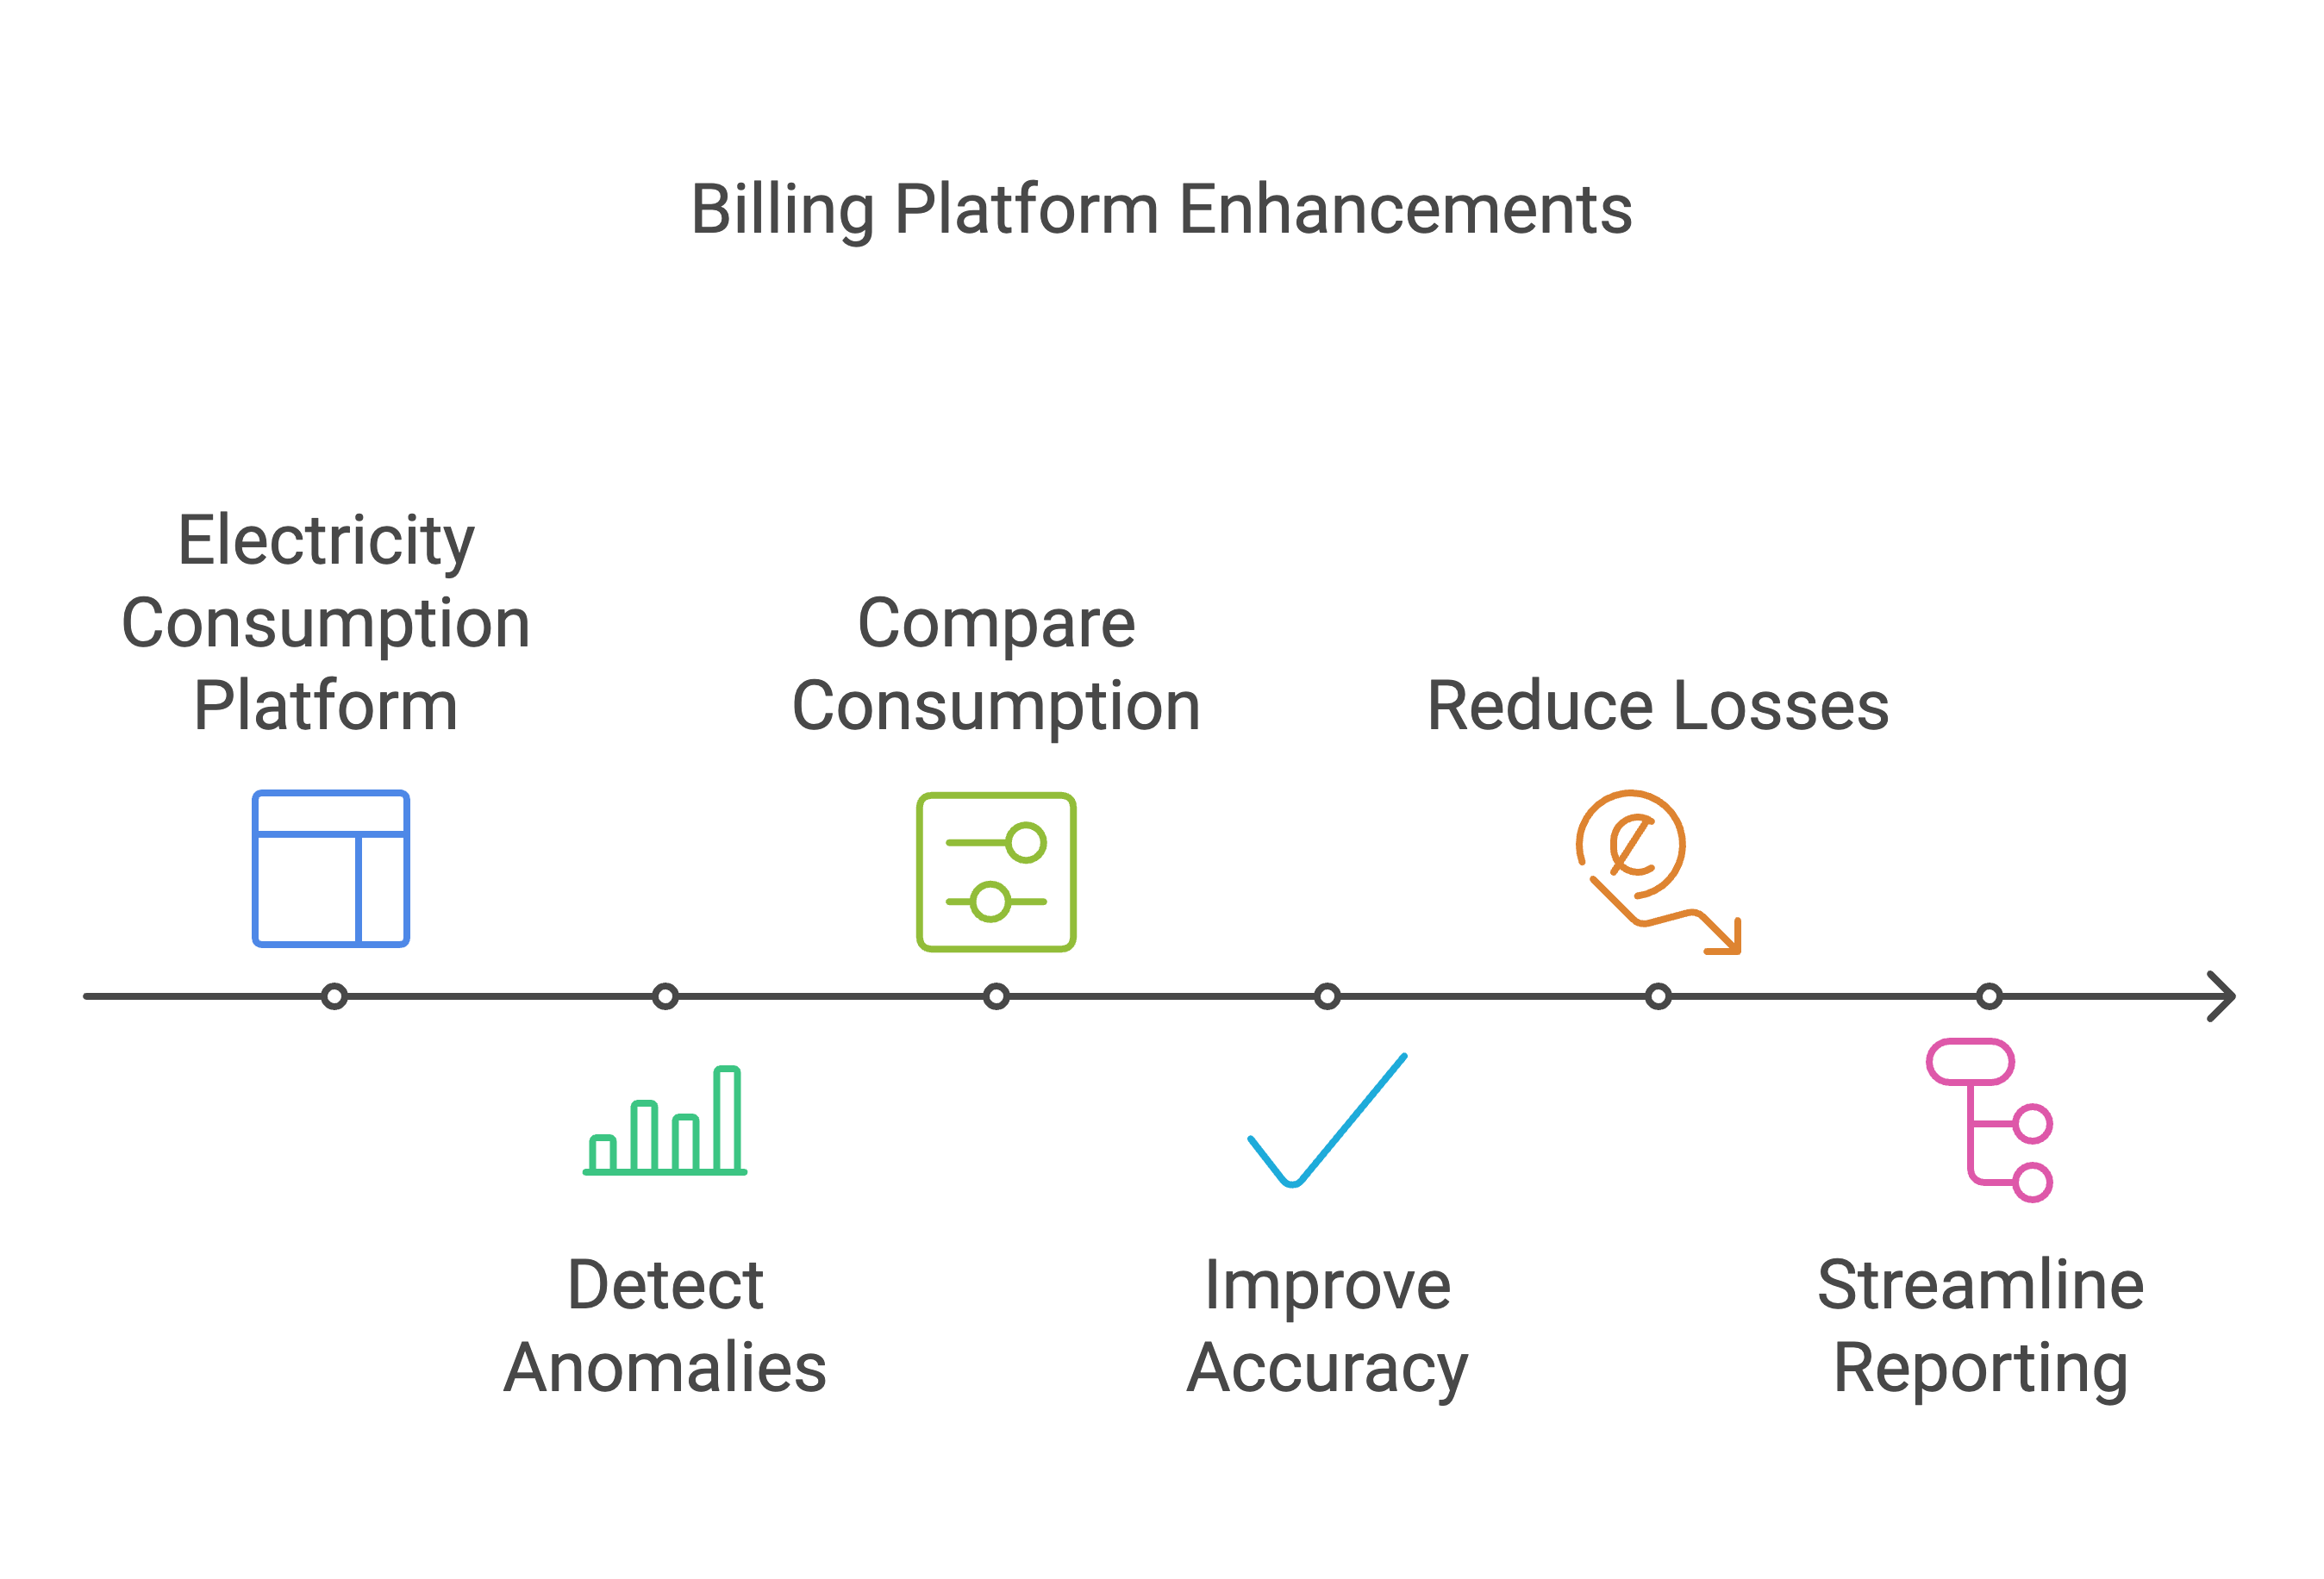 Billing Platform Enhancements
Electricity
Consumption
Platform
Detect
Anomalies
Compare
Consumption
Improve
Accuracy
Reduce Losses
Streamline
Reporting